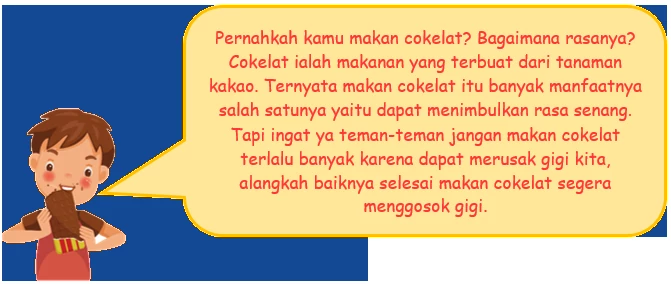 Pernahkah kamu makan cokelat? Bagaimana rasanya?
Cokelat ialah makanan yang terbuat dari tanaman
kakao. Ternyata makan cokelat itu banyak manfaatnya
salah satunya yaitu dapat menimbulkan rasa senang.
Tapi ingat ya teman-teman jangan makan cokelat
terlalu banyak karena dapat merusak gigi kita,
alangkah baiknya selesai makan cokelat segera
menggosok gigi.